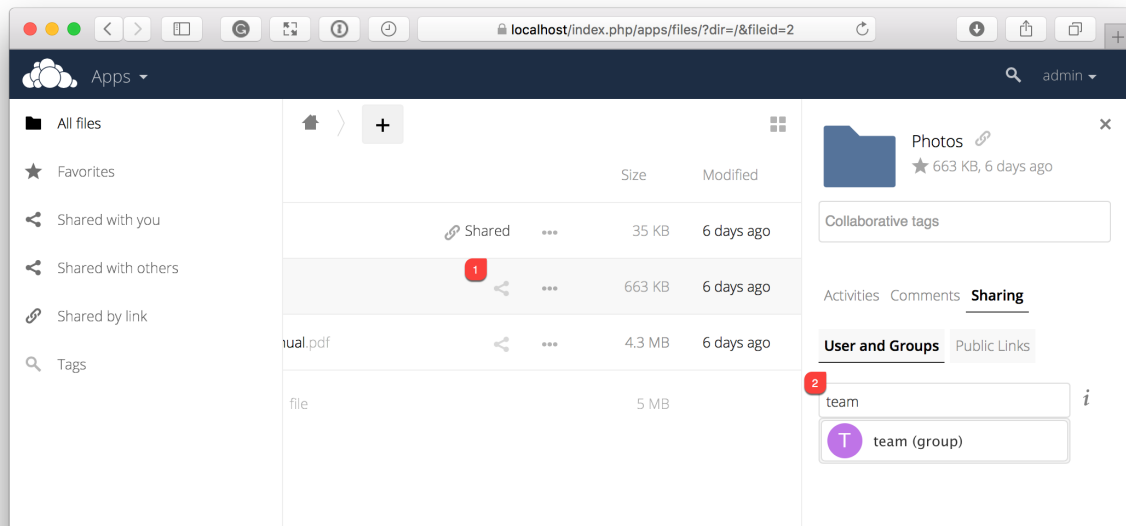 localhost/index.php/apps/files/?dir=/&fileid=2
Apps
admin
All files
Favorites
Shared with you
Shared with others
Shared by link
Tags
Size Modified
Shared 35 KB 6 days ago
1
663 KB 6 days ago
nual.pdf 4.3 MB 6 days ago
file 5 MB
Photos
663 KB, 6 days ago
Collaborative tags
Activities Comments Sharing
User and Groups Public Links
2
team
i
T team (group)